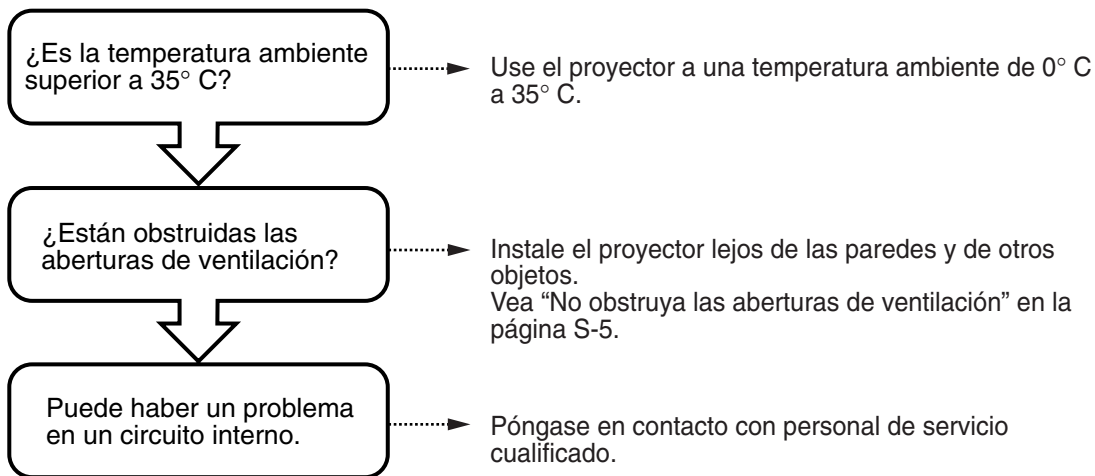 ¿Es la temperatura ambiente
superior a 35° C?
Use el proyector a una temperatura ambiente de 0° C
a 35° C.
¿Están obstruidas las
aberturas de ventilación?
Instale el proyector lejos de las paredes y de otros
objetos.
Vea “No obstruya las aberturas de ventilación” en la
página S-5.
Puede haber un problema
en un circuito interno.
Póngase en contacto con personal de servicio
cualificado.